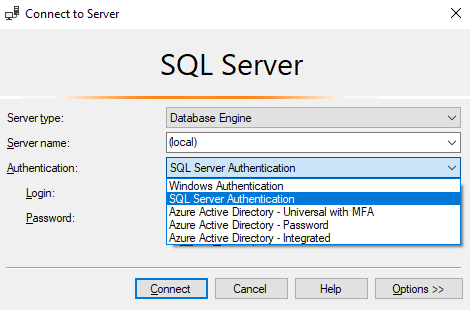 Connect to Server
SQL Server
Server type:
Database Engine
Server name:
(local)
Authentication:
SQL Server Authentication
Windows Authentication
Login:
SQL Server Authentication
Azure Active Directory - Universal with MFA
Password:
Azure Active Directory - Password
Azure Active Directory - Integrated
Connect
Cancel
Help
Options >>